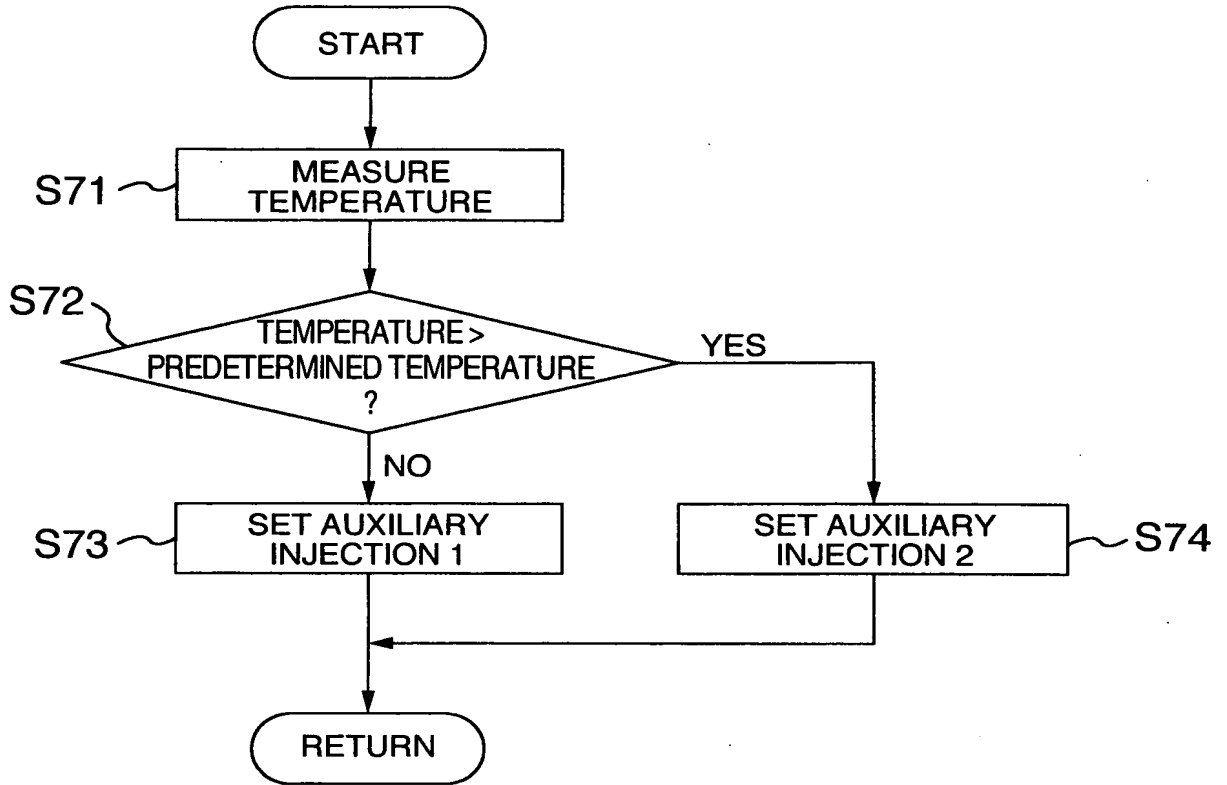 START
S71
MEASURE
TEMPERATURE
S72
TEMPERATURE >
PREDETERMINED TEMPERATURE
?
YES
NO
S73
SET AUXILIARY
INJECTION 1
SET AUXILIARY
INJECTION 2
S74
RETURN